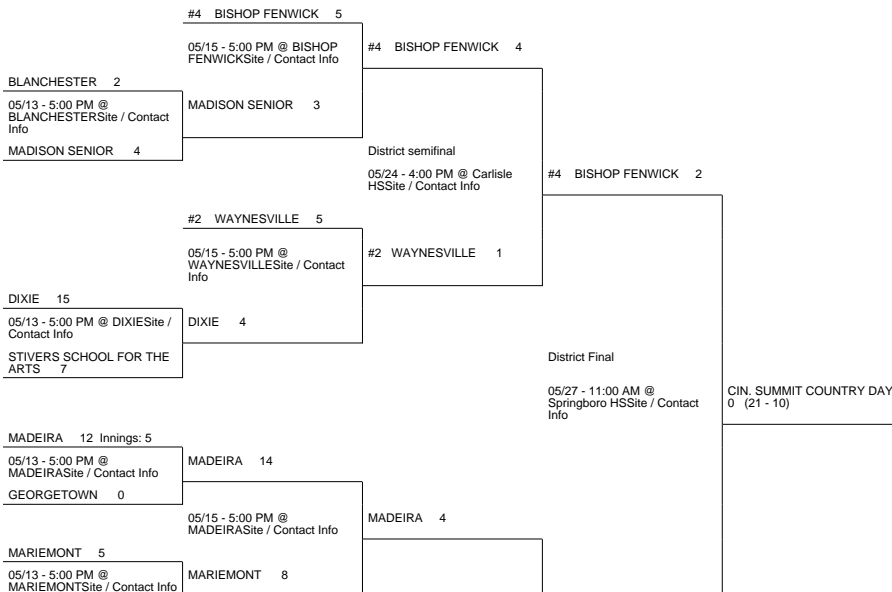 #4 BISHOP FENWICK 5
05/15 - 5:00 PM @ BISHOP
FENWICKSite / Contact Info
#4 BISHOP FENWICK 4
BLANCHESTER 2
05/13 - 5:00 PM @
BLANCHESTERSite / Contact
Info
MADISON SENIOR 3
MADISON SENIOR 4
District semifinal
05/24 - 4:00 PM @ Carlisle
HSSite / Contact Info
#4 BISHOP FENWICK 2
#2 WAYNESVILLE 5
05/15 - 5:00 PM @
WAYNESVILLESite / Contact
Info
#2 WAYNESVILLE 1
DIXIE 15
05/13 - 5:00 PM @ DIXIESite /
Contact Info
DIXIE 4
STIVERS SCHOOL FOR THE
ARTS 7
District Final
05/27 - 11:00 AM @
Springboro HSSite / Contact
Info
CIN. SUMMIT COUNTRY DAY
0 (21 - 10)
MADEIRA 12 Innings: 5
05/13 - 5:00 PM @
MADEIRASite / Contact Info
MADEIRA 14
GEORGETOWN 0
05/15 - 5:00 PM @
MADEIRASite / Contact Info
MADEIRA 4
MARIEMONT 5
05/13 - 5:00 PM @
MARIEMONTSite / Contact Info
MARIEMONT 8